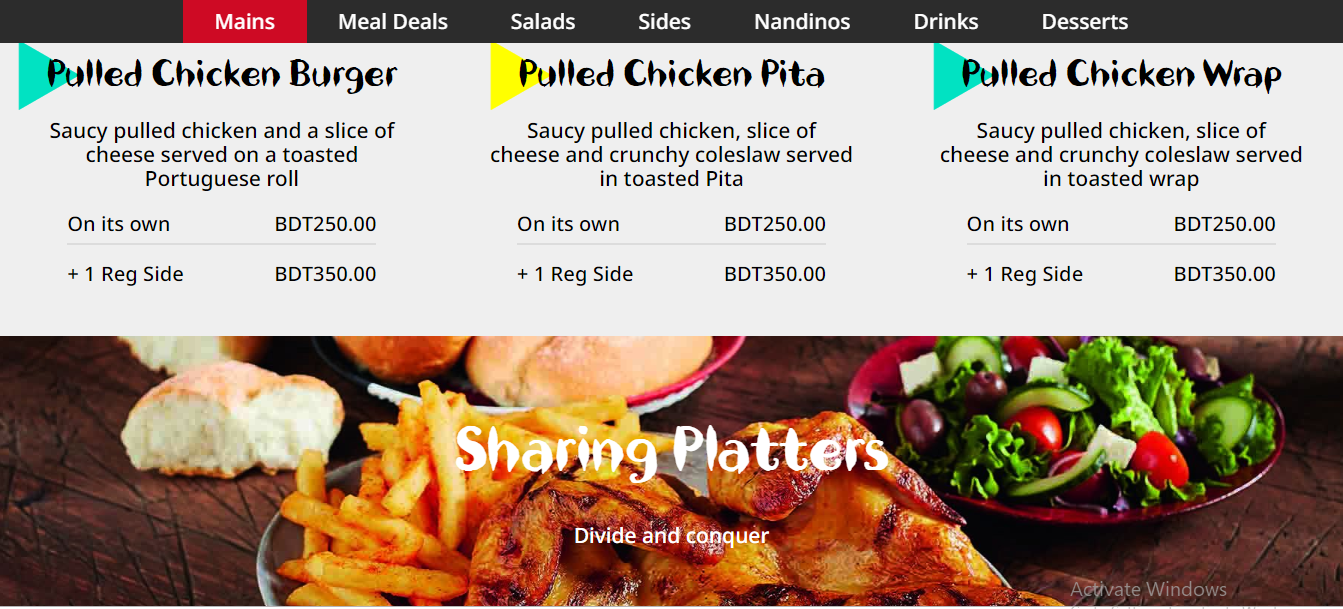 Mains Meal Deals Salads Sides Nandinos Drinks Desserts
Pulled Chicken Burger
Saucy pulled chicken and a slice of
cheese served on a toasted
Portuguese roll
On its own BDT250.00
+ 1 Reg Side BDT350.00
Pulled Chicken Pita
Saucy pulled chicken, slice of
cheese and crunchy coleslaw served
in toasted Pita
On its own BDT250.00
+ 1 Reg Side BDT350.00
Pulled Chicken Wrap
Saucy pulled chicken, slice of
cheese and crunchy coleslaw served
in toasted wrap
On its own BDT250.00
+ 1 Reg Side BDT350.00
Sharing Platters
Divide and conquer
Activate Windows